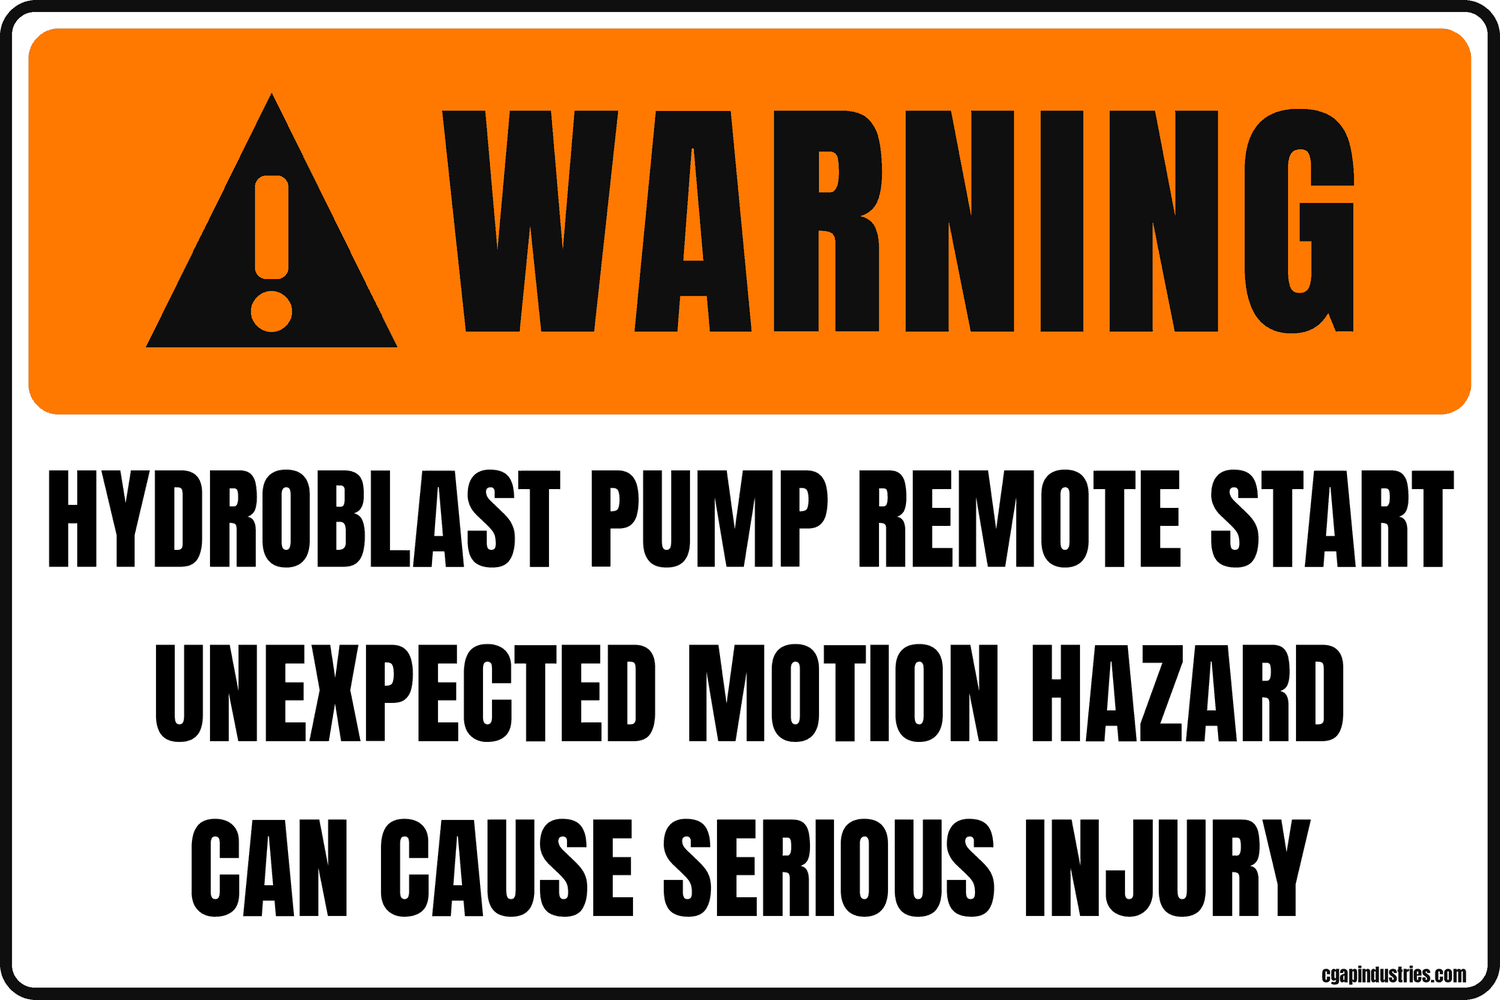 WARNING
HYDROBLAST PUMP REMOTE START
UNEXPECTED MOTION HAZARD
CAN CAUSE SERIOUS INJURY
cgapindustries.com